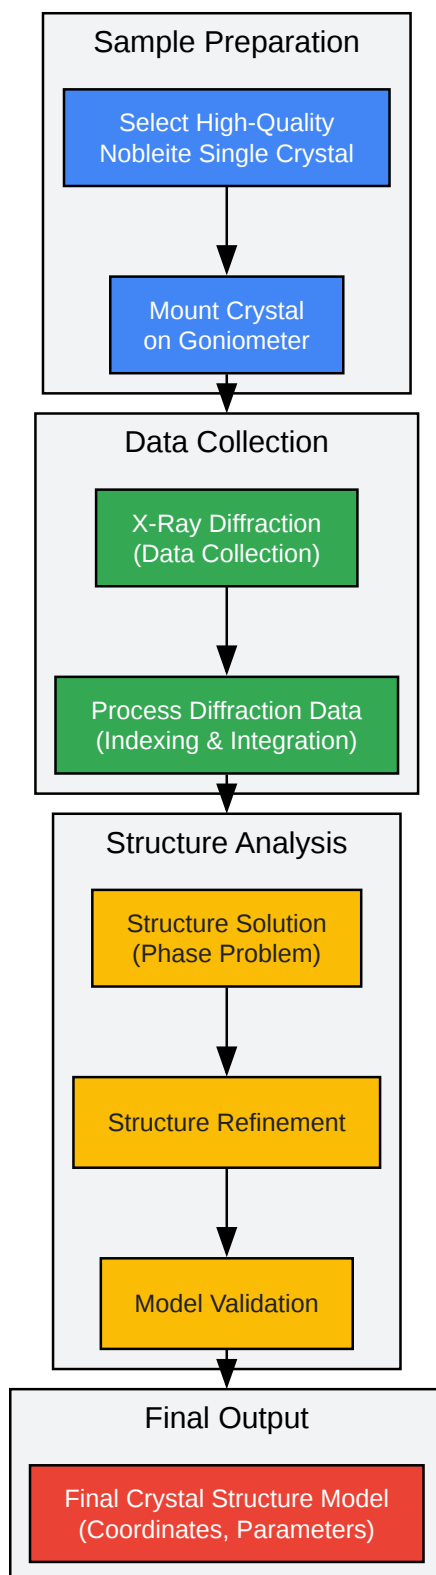 Sample Preparation
Select High-Quality
Nobleite Single Crystal
Mount Crystal
on Goniometer
Data Collection
X-Ray Diffraction
(Data Collection)
Process Diffraction Data
(Indexing & Integration)
Structure Analysis
Structure Solution
(Phase Problem)
Structure Refinement
Model Validation
Final Output
Final Crystal Structure Model
(Coordinates, Parameters)